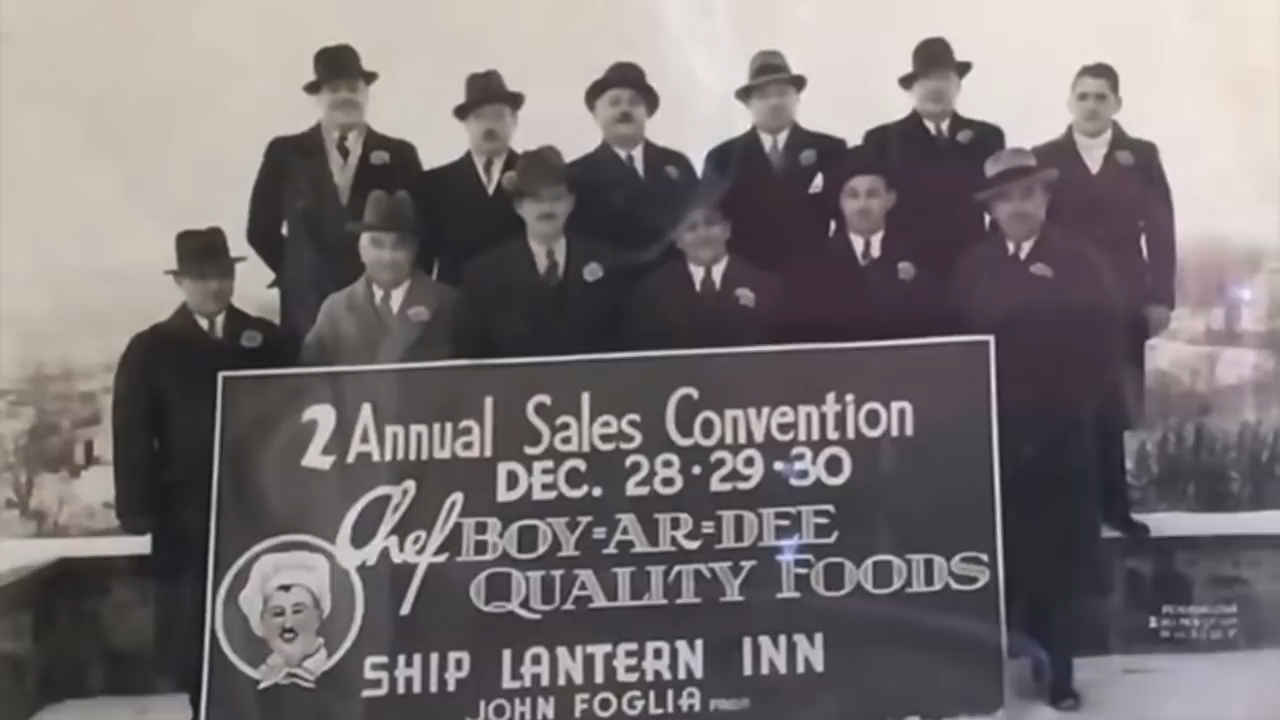 2 Annual Sales Convention
DEC. 28·29·30
Chef BOY-AR-DEE
QUALITY FOODS
SHIP LANTERN INN
JOHN FOGLIA